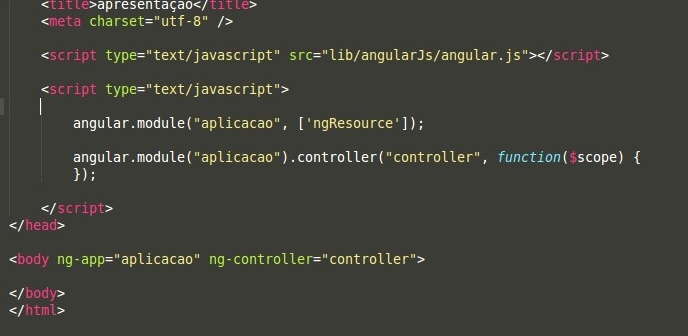 <title>apresentação</title>
<meta charset="utf-8" />
<script type="text/javascript" src="lib/angularJs/angular.js"></script>
<script type="text/javascript">
angular.module("aplicacao", ['ngResource']);
angular.module("aplicacao").controller("controller", function($scope) {
});
</script>
</head>
<body ng-app="aplicacao" ng-controller="controller">
</body>
</html>